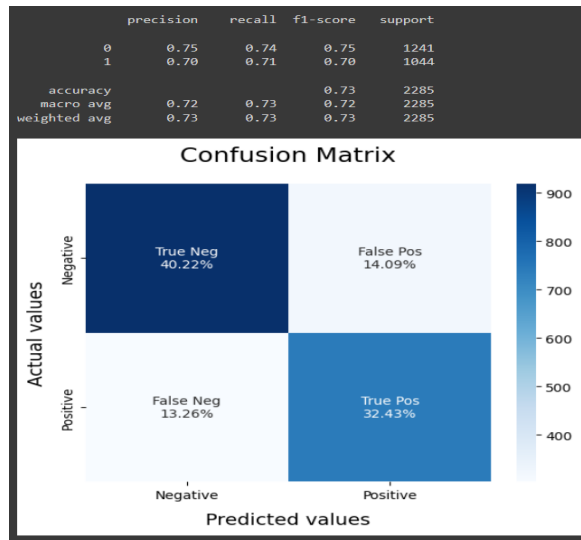 precision recall f1-score support
0 0.75 0.74 0.75 1241
1 0.70 0.71 0.70 1044
accuracy 0.73 2285
macro avg 0.72 0.73 0.72 2285
weighted avg 0.73 0.73 0.73 2285
Confusion Matrix
Actual values
Negative
Positive
True Neg
40.22%
False Pos
14.09%
False Neg
13.26%
True Pos
32.43%
Negative Positive
Predicted values
900
800
700
600
500
400